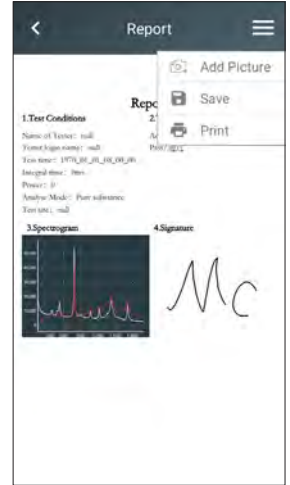 Report
Add Picture
Save
Print
Repo
1.Test Conditions
2.
Name of Tester: null
Tester login name: null
Test time: 1970_01_01_08_00_00
Integral time: 0ms
Power: 0
Analyse Mode: Pure substance
Test site: null
3.Spectrogram
4.Signature
Mc